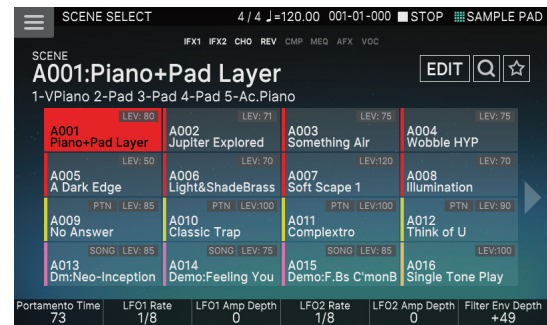 SCENE SELECT 4/4 ♩=120.00 001-01-000 STOP SAMPLE PAD
IFX1 IFX2 CHO REV CMP MEQ AFX VOC
SCENE
A001:Piano+Pad Layer
EDIT
1-VPiano 2-Pad 3-Pad 4-Pad 5-Ac.Piano
LEV: 80 LEV: 71 LEV: 75 LEV: 75
A001 A002 A003 A004
Piano+Pad Layer Jupiter Explored Something Air Wobble HYP
LEV: 50 LEV: 70 LEV:120 LEV: 70
A005 A006 A007 A008
A Dark Edge Light&ShadeBrass Soft Scape 1 Illumination
PTN LEV: 85 PTN LEV:100 PTN LEV:100 PTN LEV: 90
A009 A010 A011 A012
No Answer Classic Trap Complextro Think of U
SONG LEV: 85 SONG LEV: 75 SONG LEV: 85 LEV:100
A013 A014 A015 A016
Dm:Neo-Inception Demo:Feeling You Demo:F.Bs C'monB Single Tone Play
Portamento Time LFO1 Rate LFO1 Amp Depth LFO2 Rate LFO2 Amp Depth Filter Env Depth
73 1/8 0 1/8 0 +49